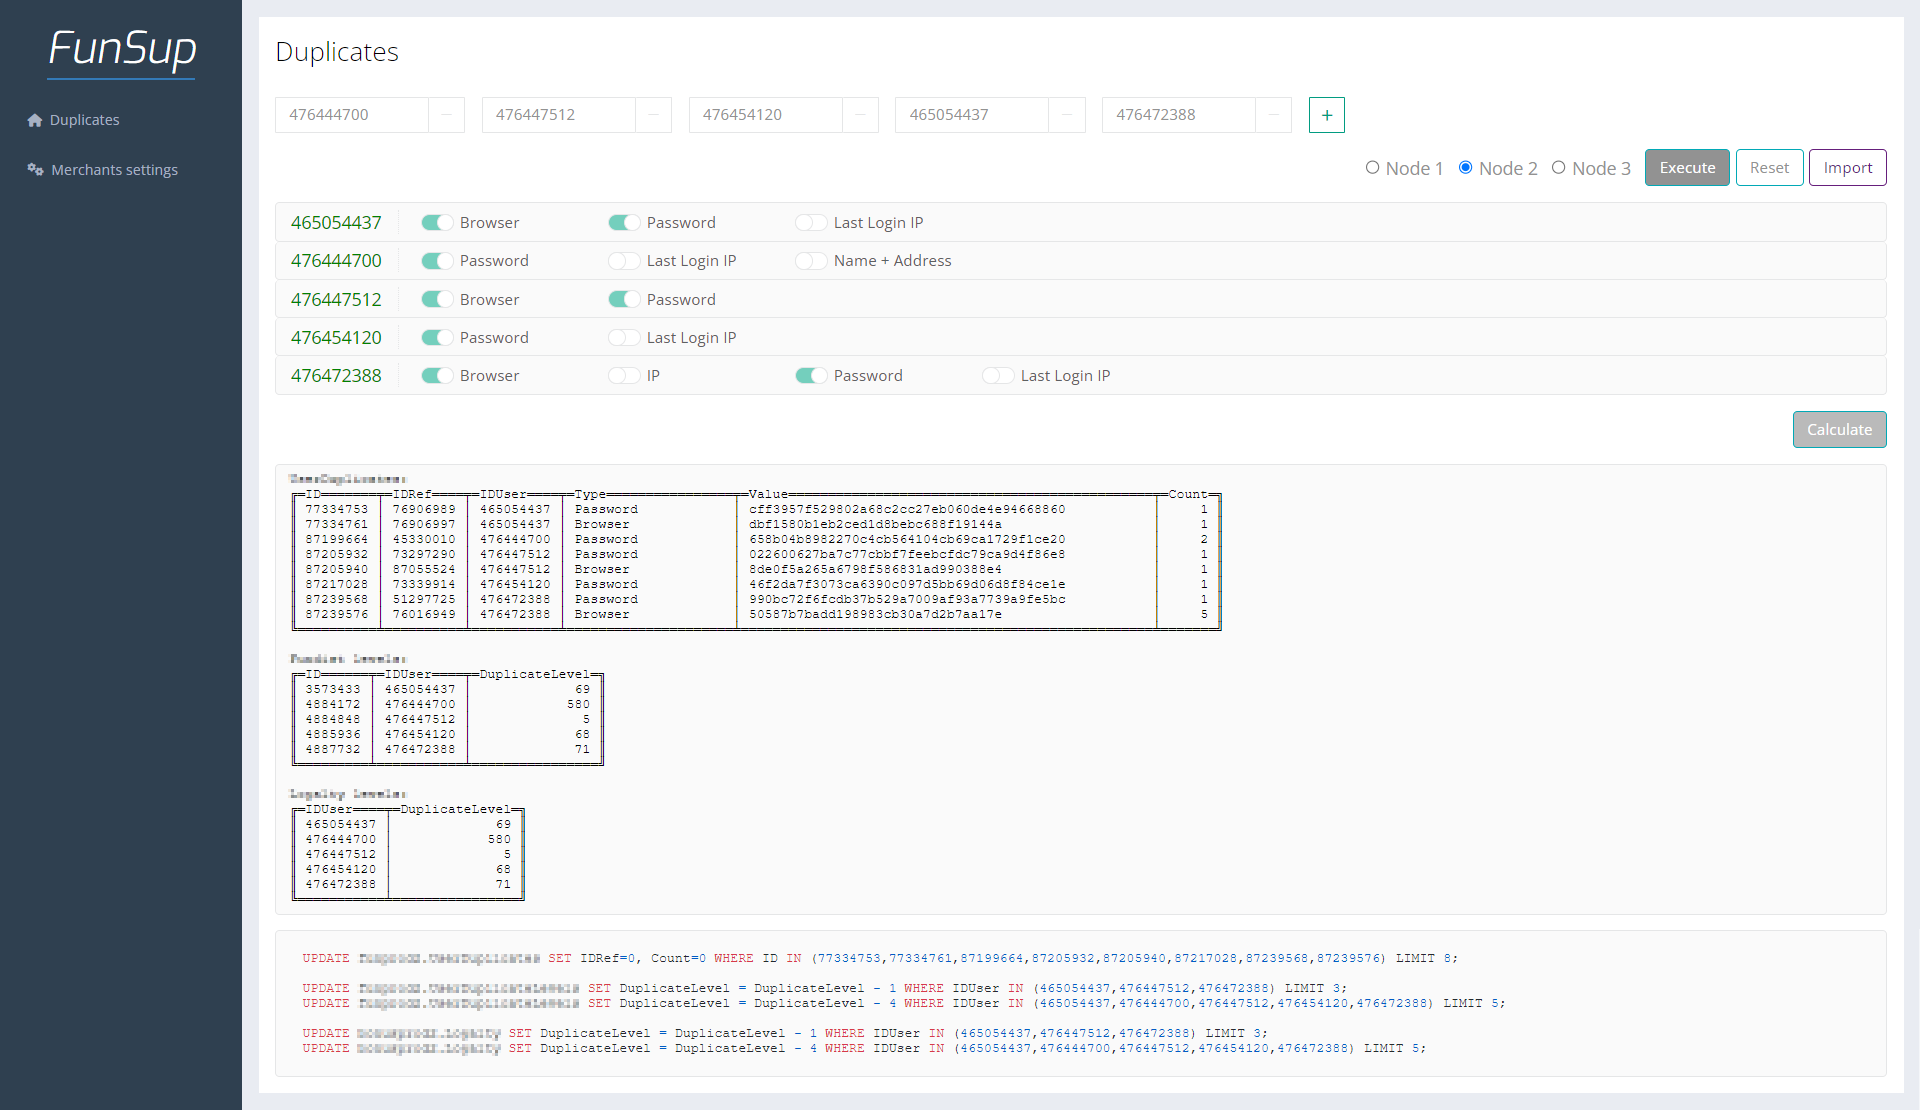 FunSup
Duplicates
Merchants settings
Duplicates
476444700 476447512 476454120 465054437 476472388 +
Node 1 Node 2 Node 3 Execute Reset Import
465054437 Browser Password Last Login IP
476444700 Password Last Login IP Name + Address
476447512 Browser Password
476454120 Password Last Login IP
476472388 Browser IP Password Last Login IP
Calculate
ID IDRef IDUser Type Value Count
77334753 76906989 465054437 Password cff3957f529802a68c2cc27eb060de4e94668860 1
77334761 76906997 465054437 Browser dbf1580b1eb2ced1d8bebc688f19144a 1
87199664 45330010 476444700 Password 658b04b8982270c4cb564104cb69ca1729f1ce20 2
87205932 73297290 476447512 Password 022600627ba7c77cbbf7feebcfdc79ca9d4f86e8 1
87205940 87055524 476447512 Browser 8de0f5a265a6798f586831ad990388e4 1
87217028 73339914 476454120 Password 46f2da7f3073ca6390c097d5bb69d06d8f84ce1e 1
87239568 51297725 476472388 Password 990bc72f6fcdb37b529a7009af93a7739a9fe5bc 1
87239576 76016949 476472388 Browser 50587b7badd198983cb30a7d2b7aa17e 5
ID IDUser DuplicateLevel
3573433 465054437 69
4884172 476444700 580
4884848 476447512 5
4885936 476454120 68
4887732 476472388 71
IDUser DuplicateLevel
465054437 69
476444700 580
476447512 5
476454120 68
476472388 71
UPDATE SET IDRef=0, Count=0 WHERE ID IN (77334753,77334761,87199664,87205932,87205940,87217028,87239568,87239576) LIMIT 8;
UPDATE SET DuplicateLevel = DuplicateLevel - 1 WHERE IDUser IN (465054437,476447512,476472388) LIMIT 3;
UPDATE SET DuplicateLevel = DuplicateLevel - 4 WHERE IDUser IN (465054437,476444700,476447512,476454120,476472388) LIMIT 5;
UPDATE SET DuplicateLevel = DuplicateLevel - 1 WHERE IDUser IN (465054437,476447512,476472388) LIMIT 3;
UPDATE SET DuplicateLevel = DuplicateLevel - 4 WHERE IDUser IN (465054437,476444700,476447512,476454120,476472388) LIMIT 5;